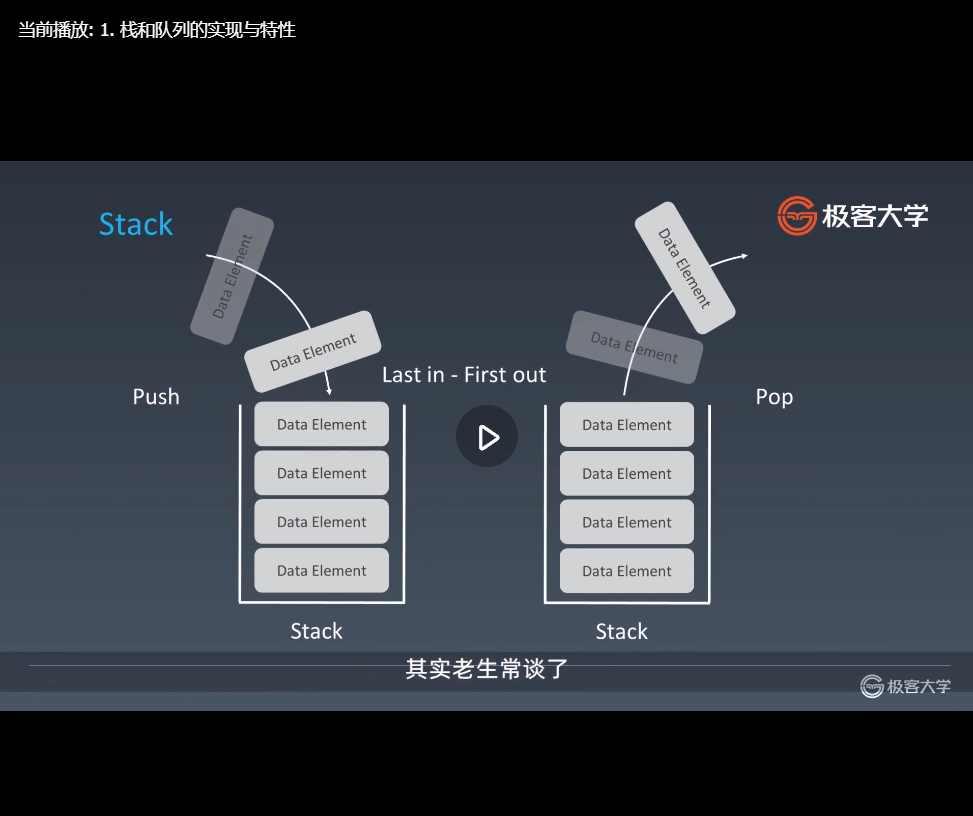 当前播放: 1. 栈和队列的实现与特性
Stack
极客大学
Data Element
Data Element
Data Element
Data Element
Last in - First out
Push
Pop
Data Element
Data Element
Data Element
Data Element
Data Element
Data Element
Data Element
Data Element
Stack
Stack
其实老生常谈了
极客大学